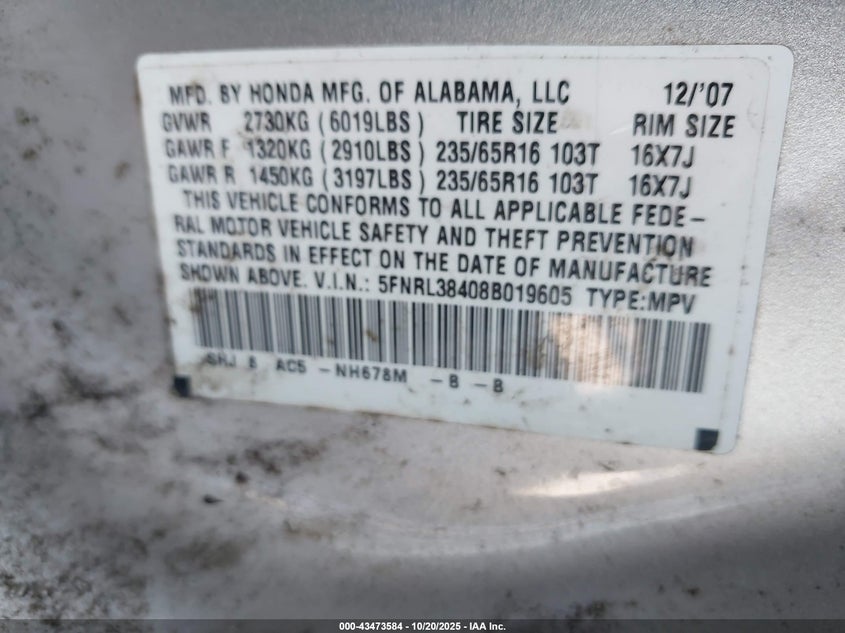 MFD. BY HONDA MFG. OF ALABAMA, LLC 12/'07
GVWR 2730KG (6019LBS) TIRE SIZE RIM SIZE
GAWR F 1320KG (2910LBS) 235/65R16 103T 16X7J
GAWR R 1450KG (3197LBS) 235/65R16 103T 16X7J
THIS VEHICLE CONFORMS TO ALL APPLICABLE FEDE-
RAL MOTOR VEHICLE SAFETY AND THEFT PREVENTION
STANDARDS IN EFFECT ON THE DATE OF MANUFACTURE
SHOWN ABOVE. V.I.N.: 5FNRL38408B019605 TYPE:MPV
SHJ 8 AC5 -NH678M -B -B
000-43473584 | 10/20/2025 - IAA Inc.